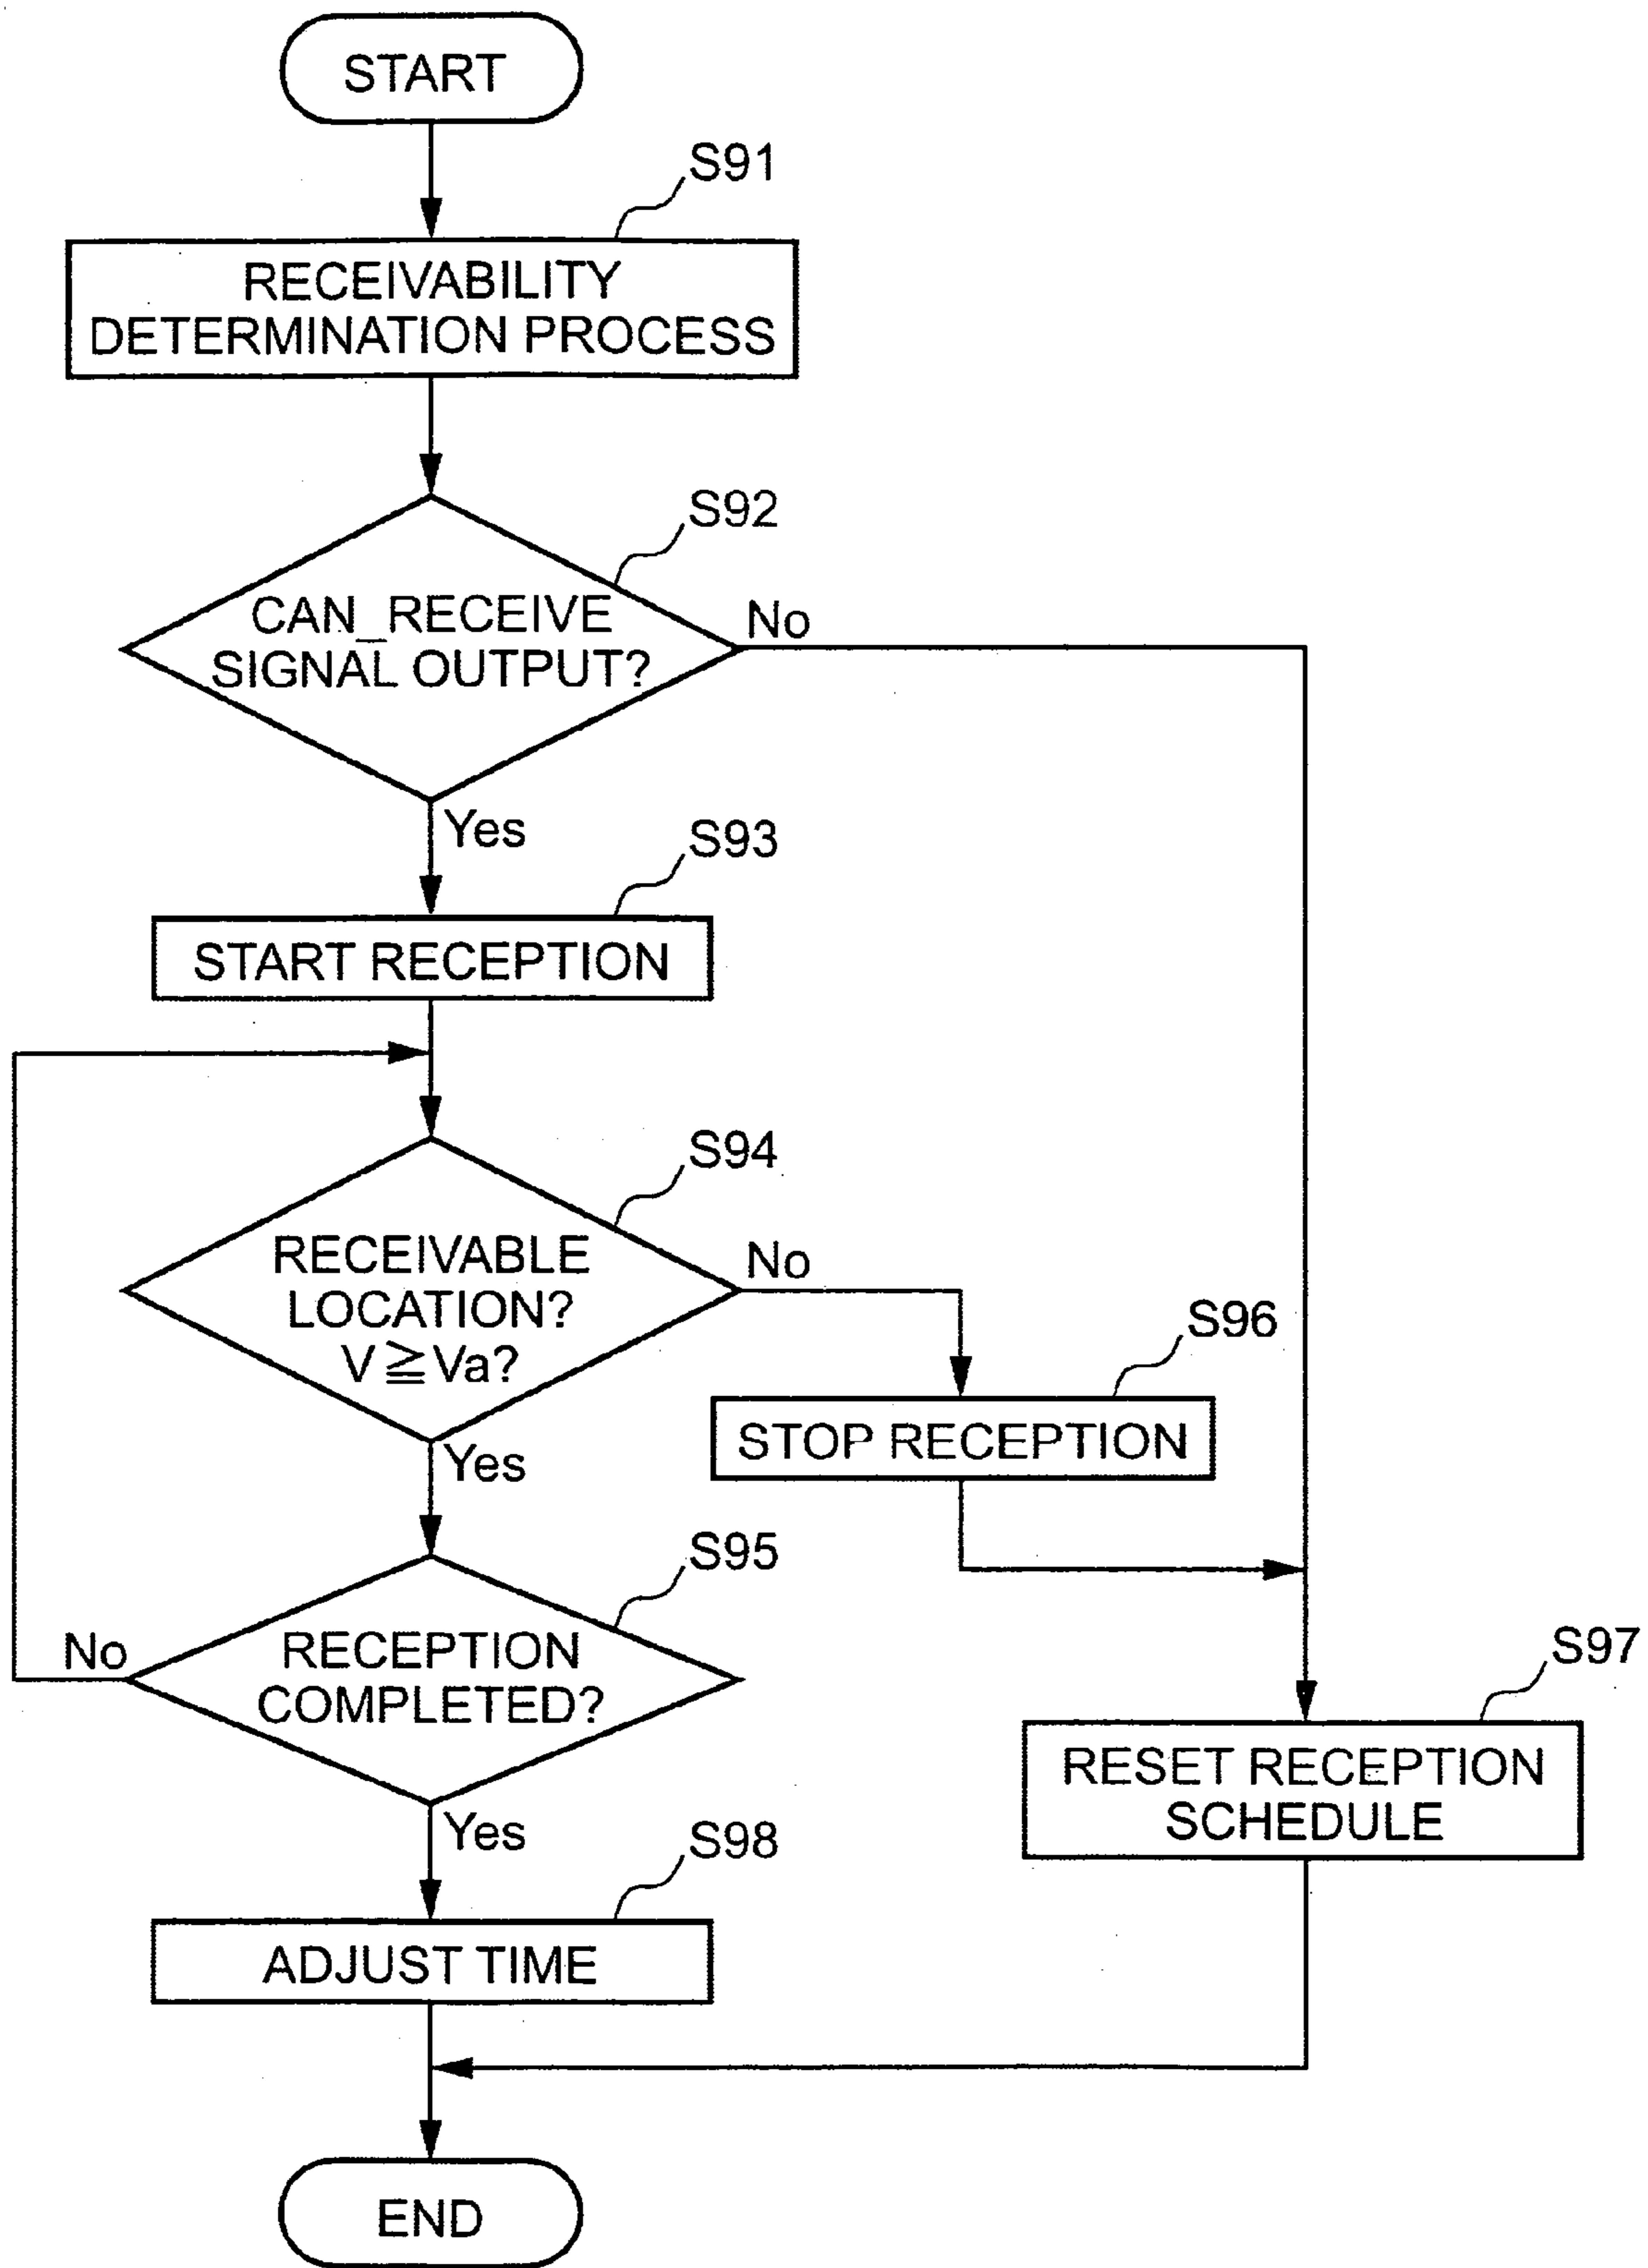 START
S91
RECEIVABILITY
DETERMINATION PROCESS
S92
CAN_RECEIVE
SIGNAL OUTPUT?
No
Yes
S93
START RECEPTION
S94
RECEIVABLE
LOCATION?
V ≧ Va?
No
Yes
S96
STOP RECEPTION
S95
RECEPTION
COMPLETED?
No
Yes
S97
RESET RECEPTION
SCHEDULE
S98
ADJUST TIME
END